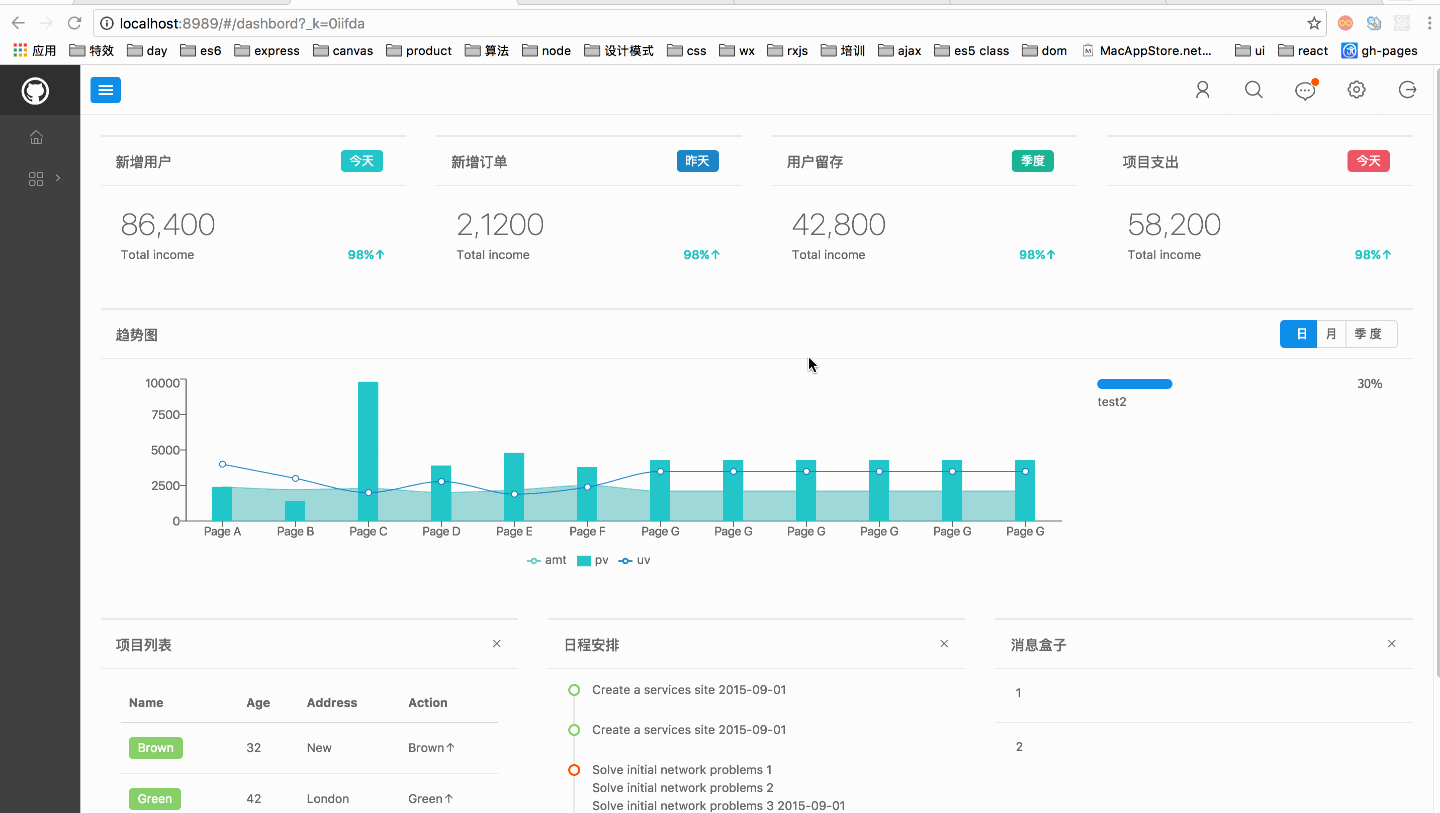 localhost:8989/#/dashbord?_k=0iifda
应用 特效 day es6 express canvas product 算法 node 设计模式 css wx rxjs 培训 ajax es5 class dom MacAppStore.net... ui react gh-pages
新增用户 今天
86,400
Total income 98%↑
新增订单 昨天
2,1200
Total income 98%↑
用户留存 季度
42,800
Total income 98%↑
项目支出 今天
58,200
Total income 98%↑
趋势图 日 月 季度
10000
7500
5000
2500
0
Page A Page B Page C Page D Page E Page F Page G Page G Page G Page G Page G Page G
amt pv uv
30%
test2
项目列表
Name Age Address Action
Brown 32 New Brown↑
Green 42 London Green↑
日程安排
Create a services site 2015-09-01
Create a services site 2015-09-01
Solve initial network problems 1
Solve initial network problems 2
Solve initial network problems 3 2015-09-01
消息盒子
1
2